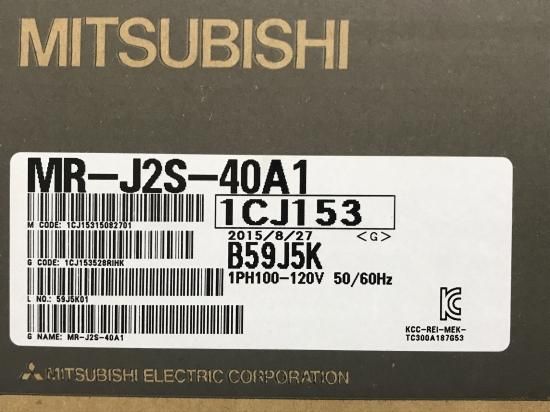 MITSUBISHI
MR-J2S-40A1
1CJ153
M CODE: 1CJ15315082701
2015/8/27 <G>
B59J5K
G CODE: 1CJ153528RIHK
1PH100-120V 50/60Hz
L NO.: 59J5K01
G NAME: MR-J2S-40A1
KCC-REI-MEK-
TC300A187G53
MITSUBISHI ELECTRIC CORPORATION